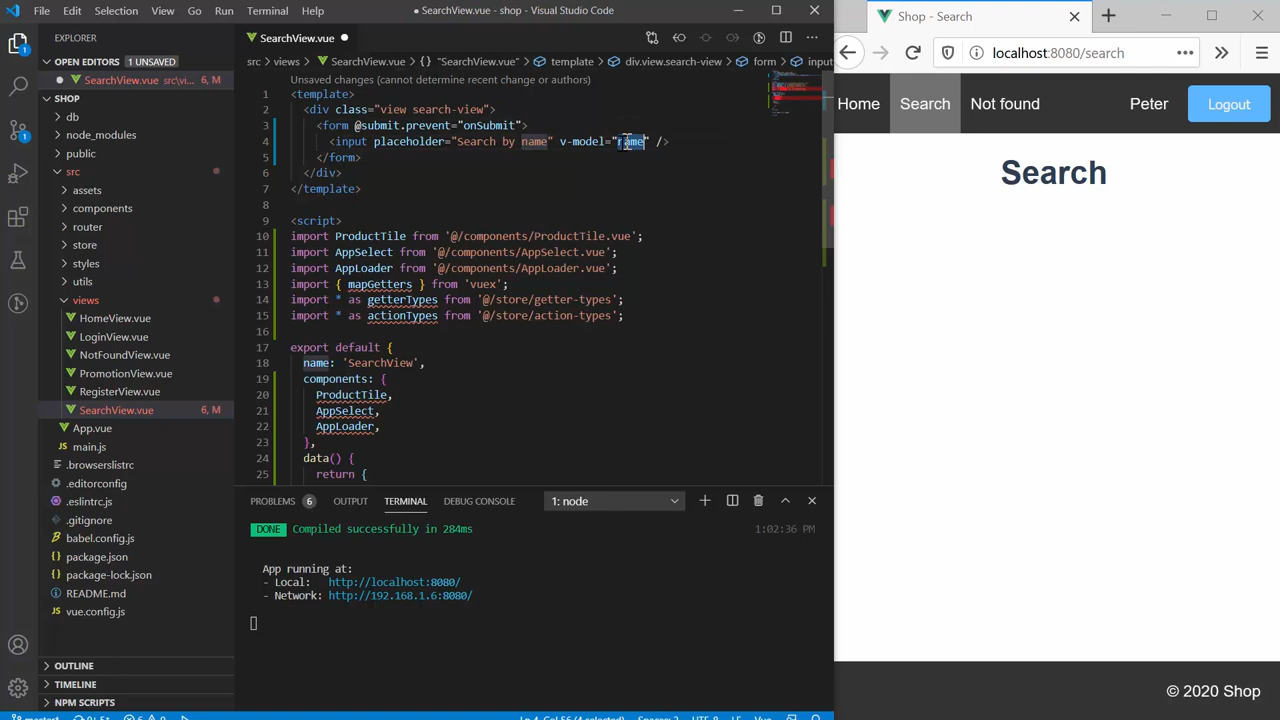 File Edit Selection View Go Run Terminal Help
● SearchView.vue - shop - Visual Studio Code
EXPLORER
OPEN EDITORS 1 UNSAVED
SearchView.vue src\vi... 6, M
SHOP
db
node_modules
public
src
assets
components
router
store
styles
utils
views
HomeView.vue
LoginView.vue
NotFoundView.vue
PromotionView.vue
RegisterView.vue
SearchView.vue 6, M
App.vue
main.js
.browserslistrc
.editorconfig
.eslintrc.js
.gitignore
babel.config.js
package.json
package-lock.json
README.md
vue.config.js
OUTLINE
TIMELINE
NPM SCRIPTS
SearchView.vue ●
src > views > SearchView.vue > {} "SearchView.vue" > template > div.view.search-view > form > input
Unsaved changes (cannot determine recent change or authors)
1 <template>
2 <div class="view search-view">
3 <form @submit.prevent="onSubmit">
4 <input placeholder="Search by name" v-model="name" />
5 </form>
6 </div>
7 </template>
8
9 <script>
10 import ProductTile from '@/components/ProductTile.vue';
11 import AppSelect from '@/components/AppSelect.vue';
12 import AppLoader from '@/components/AppLoader.vue';
13 import { mapGetters } from 'vuex';
14 import * as getterTypes from '@/store/getter-types';
15 import * as actionTypes from '@/store/action-types';
16
17 export default {
18 name: 'SearchView',
19 components: {
20 ProductTile,
21 AppSelect,
22 AppLoader,
23 },
24 data() {
25 return {
PROBLEMS 6 OUTPUT TERMINAL DEBUG CONSOLE 1: node
DONE Compiled successfully in 284ms 1:02:36 PM
App running at:
- Local: http://localhost:8080/
- Network: http://192.168.1.6:8080/
Shop - Search
localhost:8080/search
Home Search Not found Peter Logout
Search
© 2020 Shop